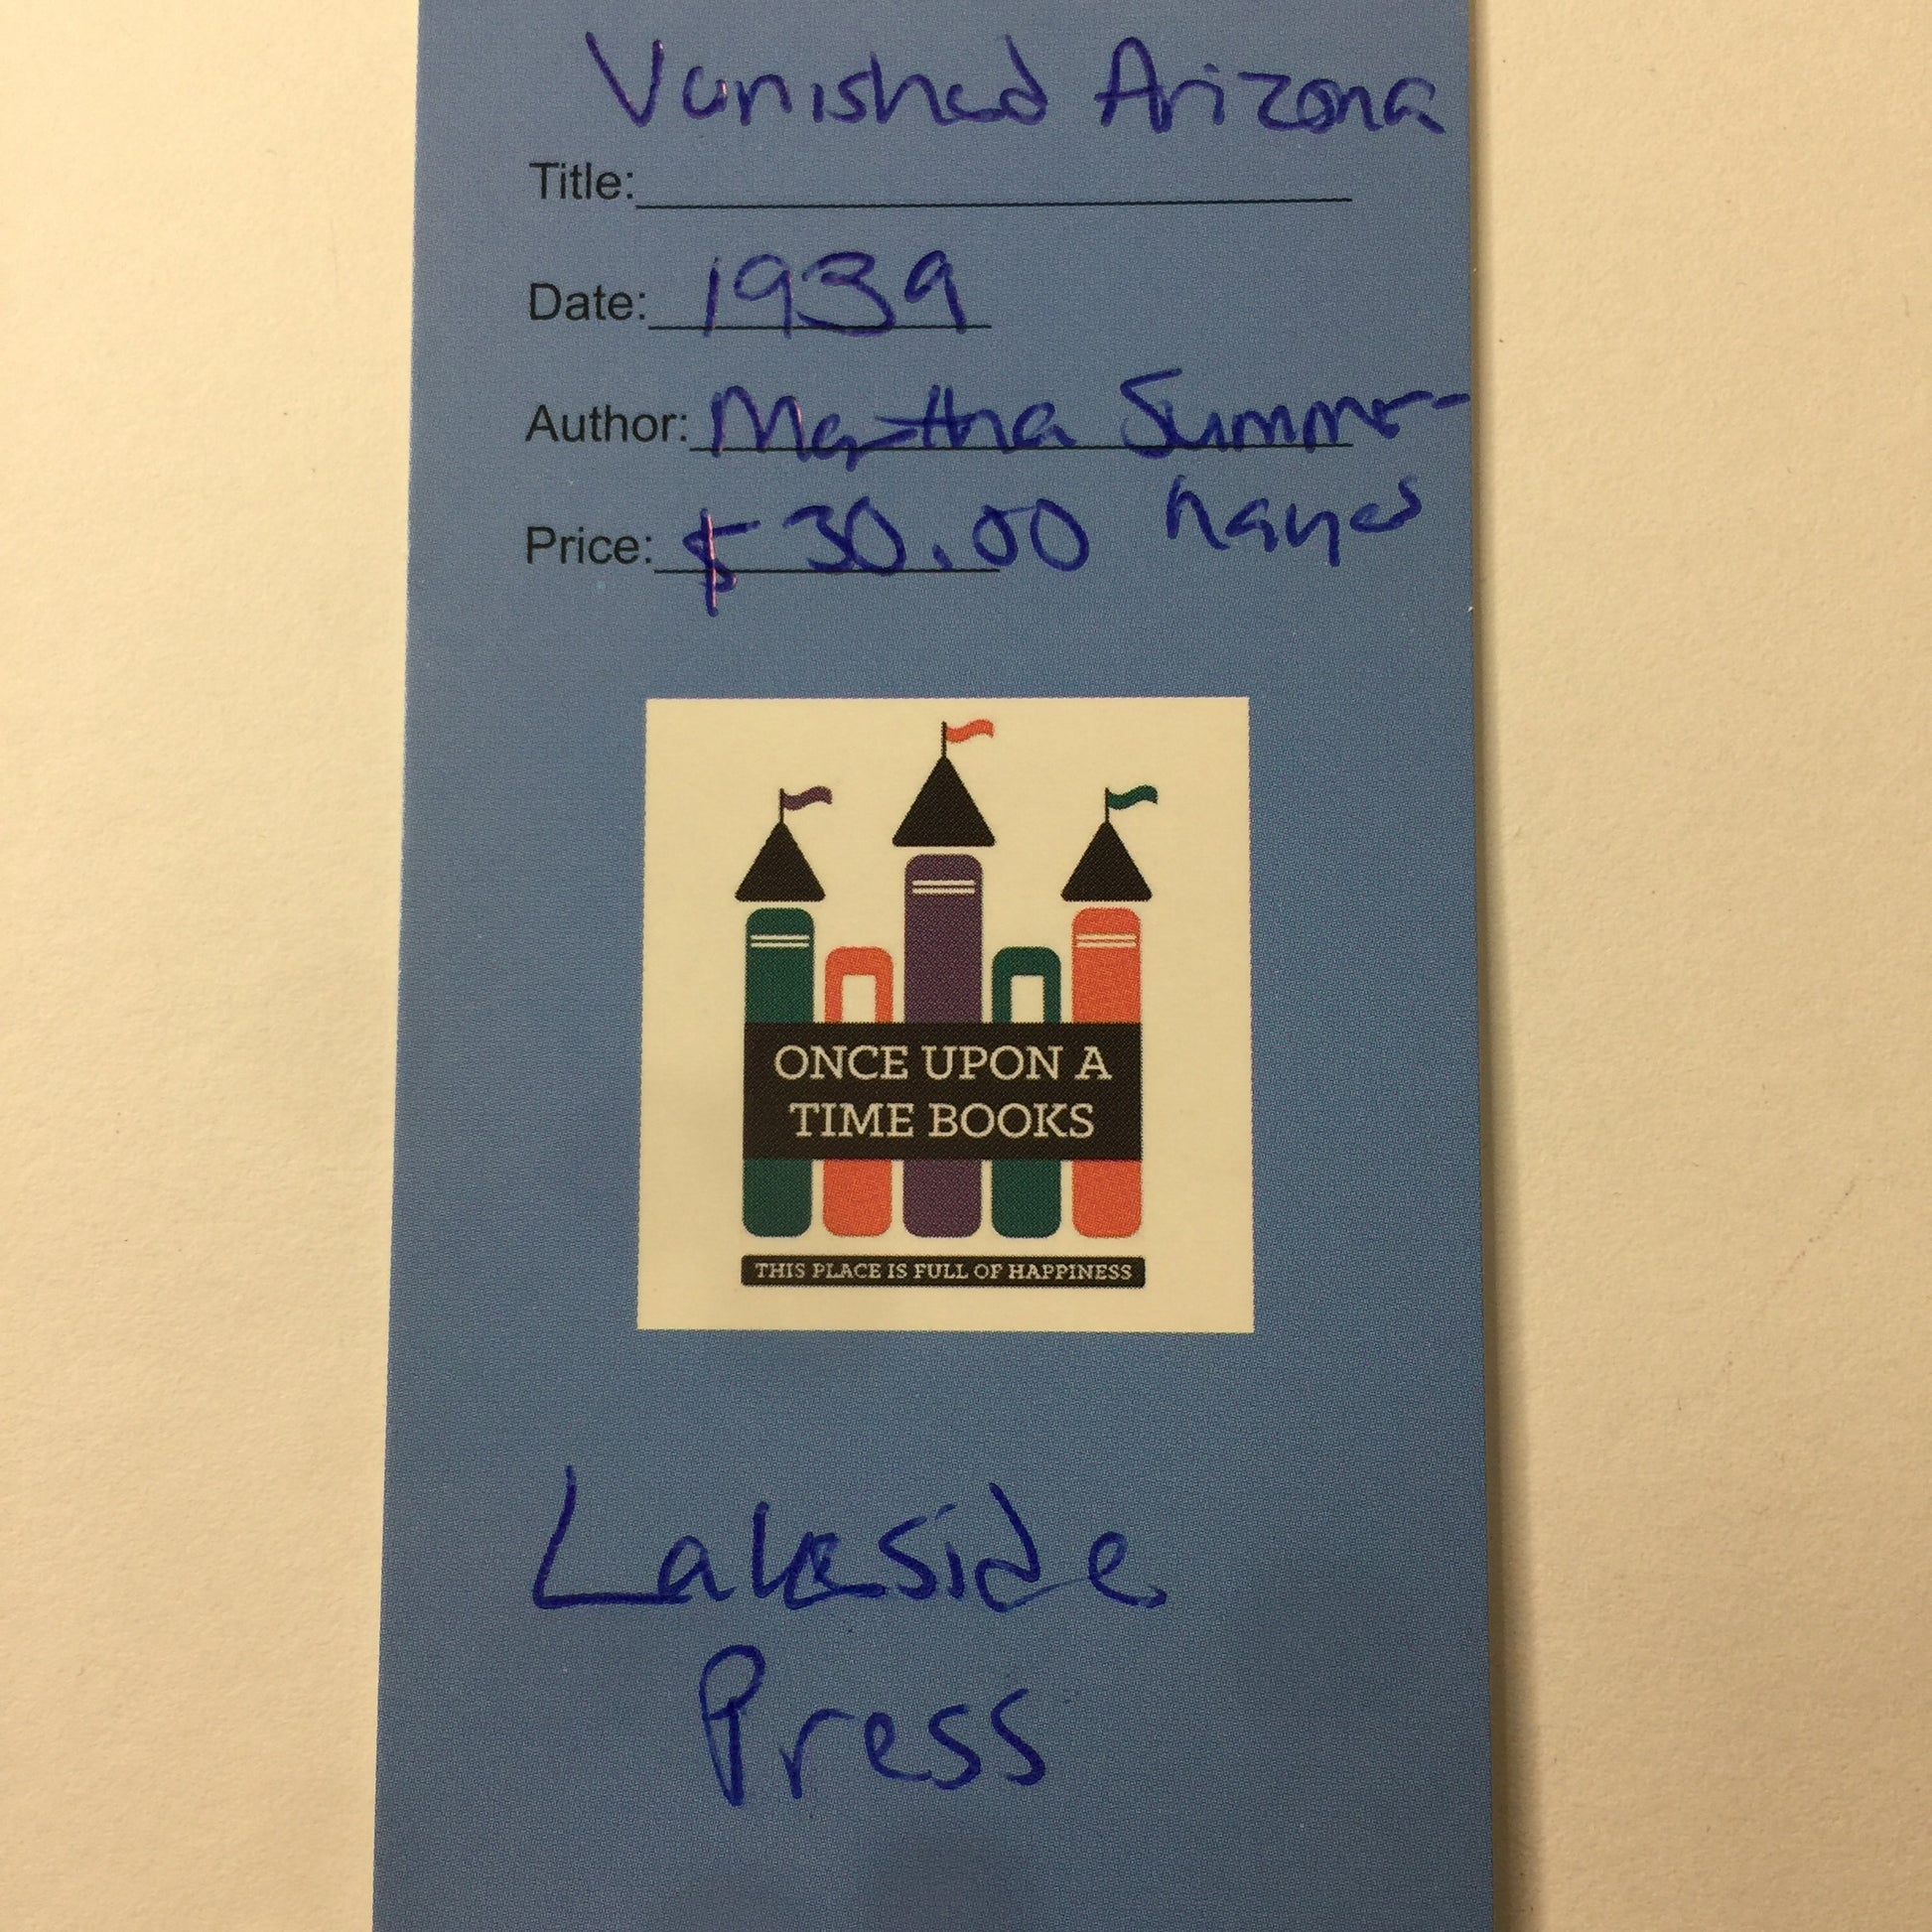 Vanished Arizona
Title:
Date: 1939
Author: Martha Summer-
hayes
Price: $30.00
ONCE UPON A
TIME BOOKS
THIS PLACE IS FULL OF HAPPINESS
Lakeside
Press